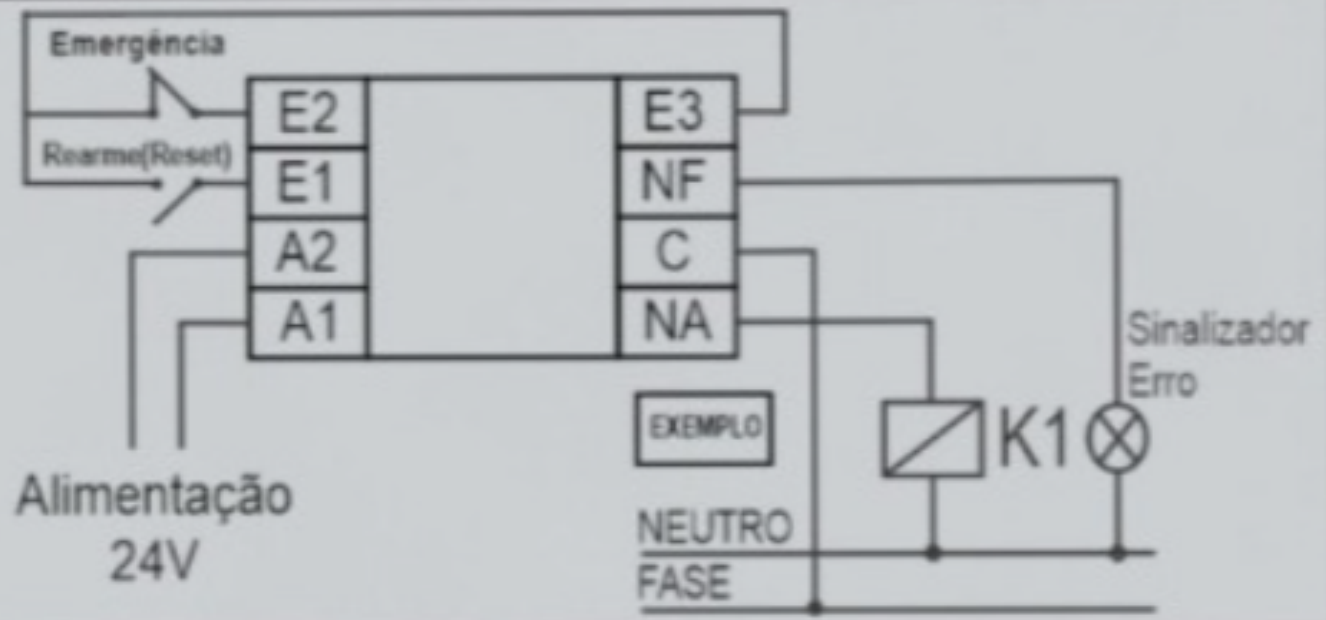 Emergência
E2
E3
Rearme(Reset)
E1
NF
A2
C
A1
NA
Sinalizador
Erro
EXEMPLO
K1
Alimentação
24V
NEUTRO
FASE